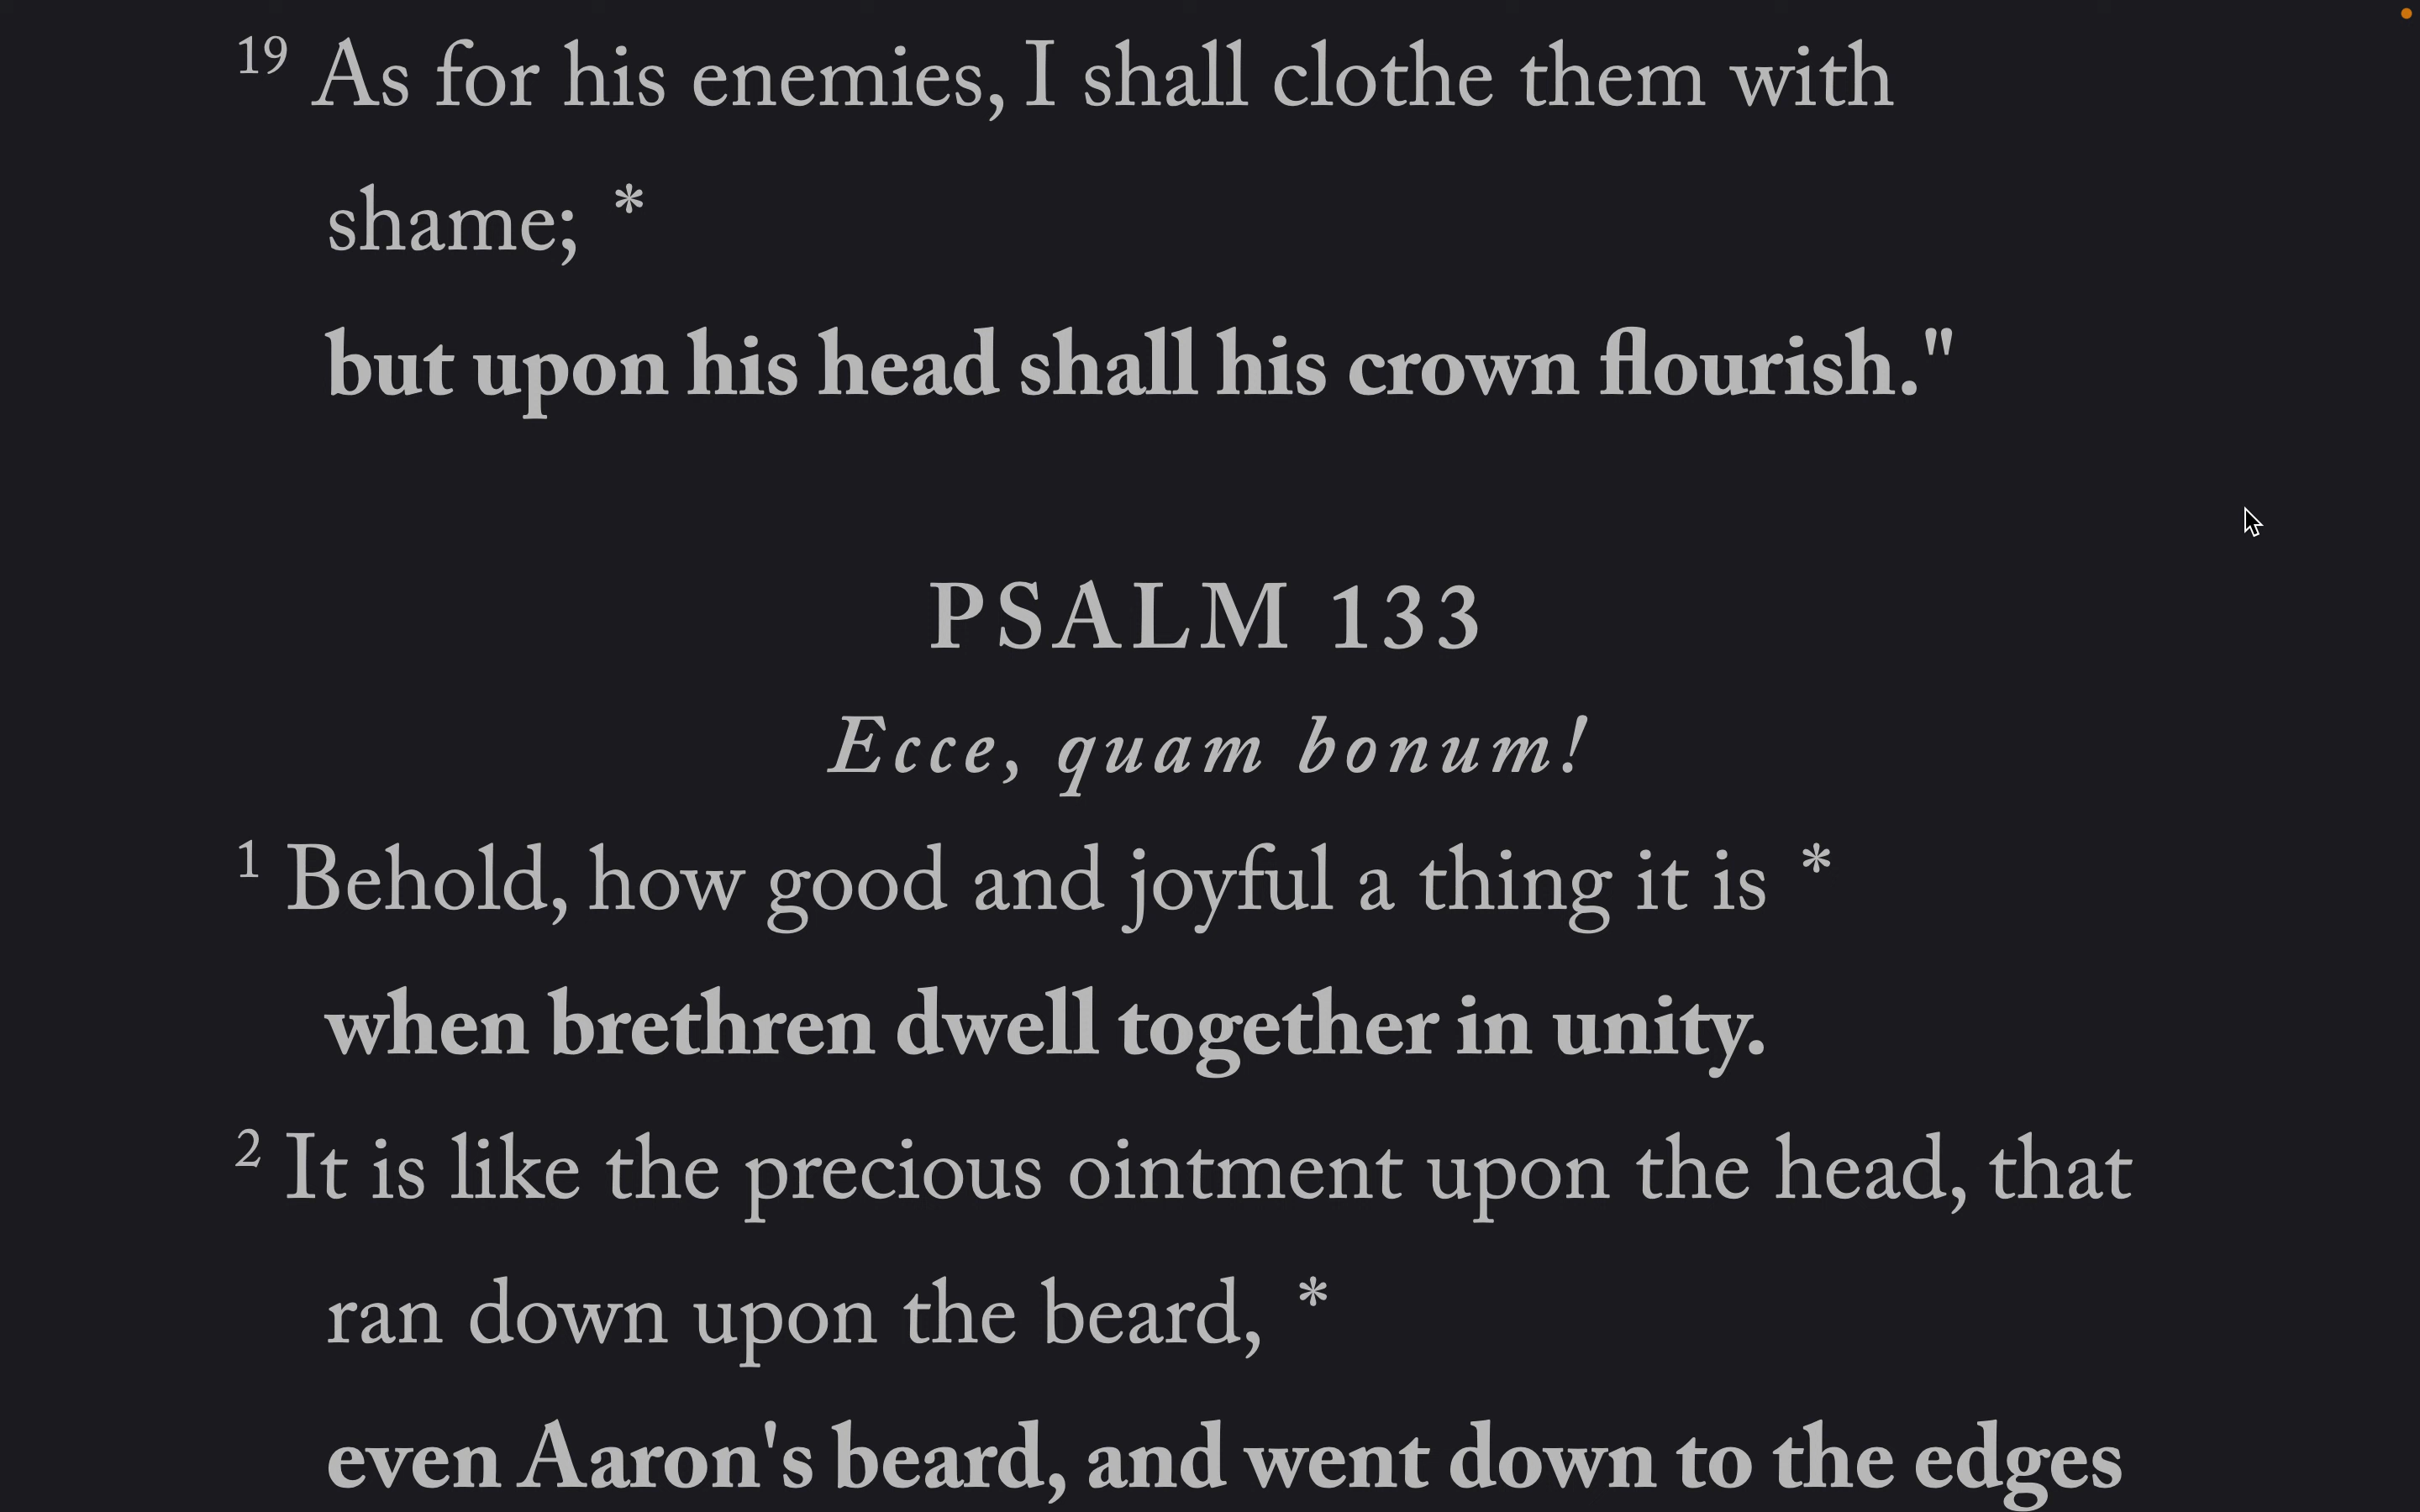 19 As for his enemies, I shall clothe them with
shame; *
but upon his head shall his crown flourish."
PSALM 133
Ecce, quam bonum!
1 Behold, how good and joyful a thing it is *
when brethren dwell together in unity.
2 It is like the precious ointment upon the head, that
ran down upon the beard, *
even Aaron's beard, and went down to the edges